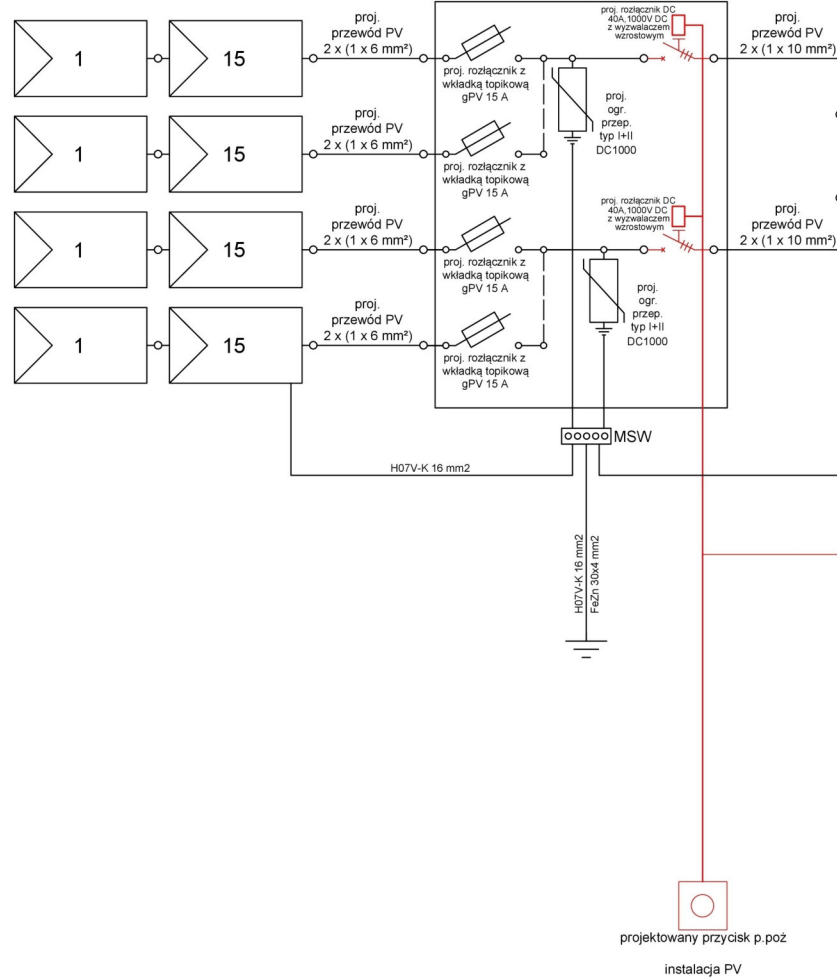 1
15
proj.
przewód PV
2 x (1 x 6 mm²)
proj. rozłącznik z
wkładką topikową
gPV 15 A
proj. rozłącznik DC
40A,1000V DC
z wyzwalaczem
wzrostowym
proj.
przewód PV
2 x (1 x 10 mm²)
proj.
ogr.
przep.
typ I+II
DC1000
1
15
proj.
przewód PV
2 x (1 x 6 mm²)
proj. rozłącznik z
wkładką topikową
gPV 15 A
1
15
proj.
przewód PV
2 x (1 x 6 mm²)
proj. rozłącznik z
wkładką topikową
gPV 15 A
proj. rozłącznik DC
40A,1000V DC
z wyzwalaczem
wzrostowym
proj.
przewód PV
2 x (1 x 10 mm²)
proj.
ogr.
przep.
typ I+II
DC1000
1
15
proj.
przewód PV
2 x (1 x 6 mm²)
proj. rozłącznik z
wkładką topikową
gPV 15 A
MSW
H07V-K 16 mm2
H07V-K 16 mm2
FeZn 30x4 mm2
projektowany przycisk p.poż
instalacja PV